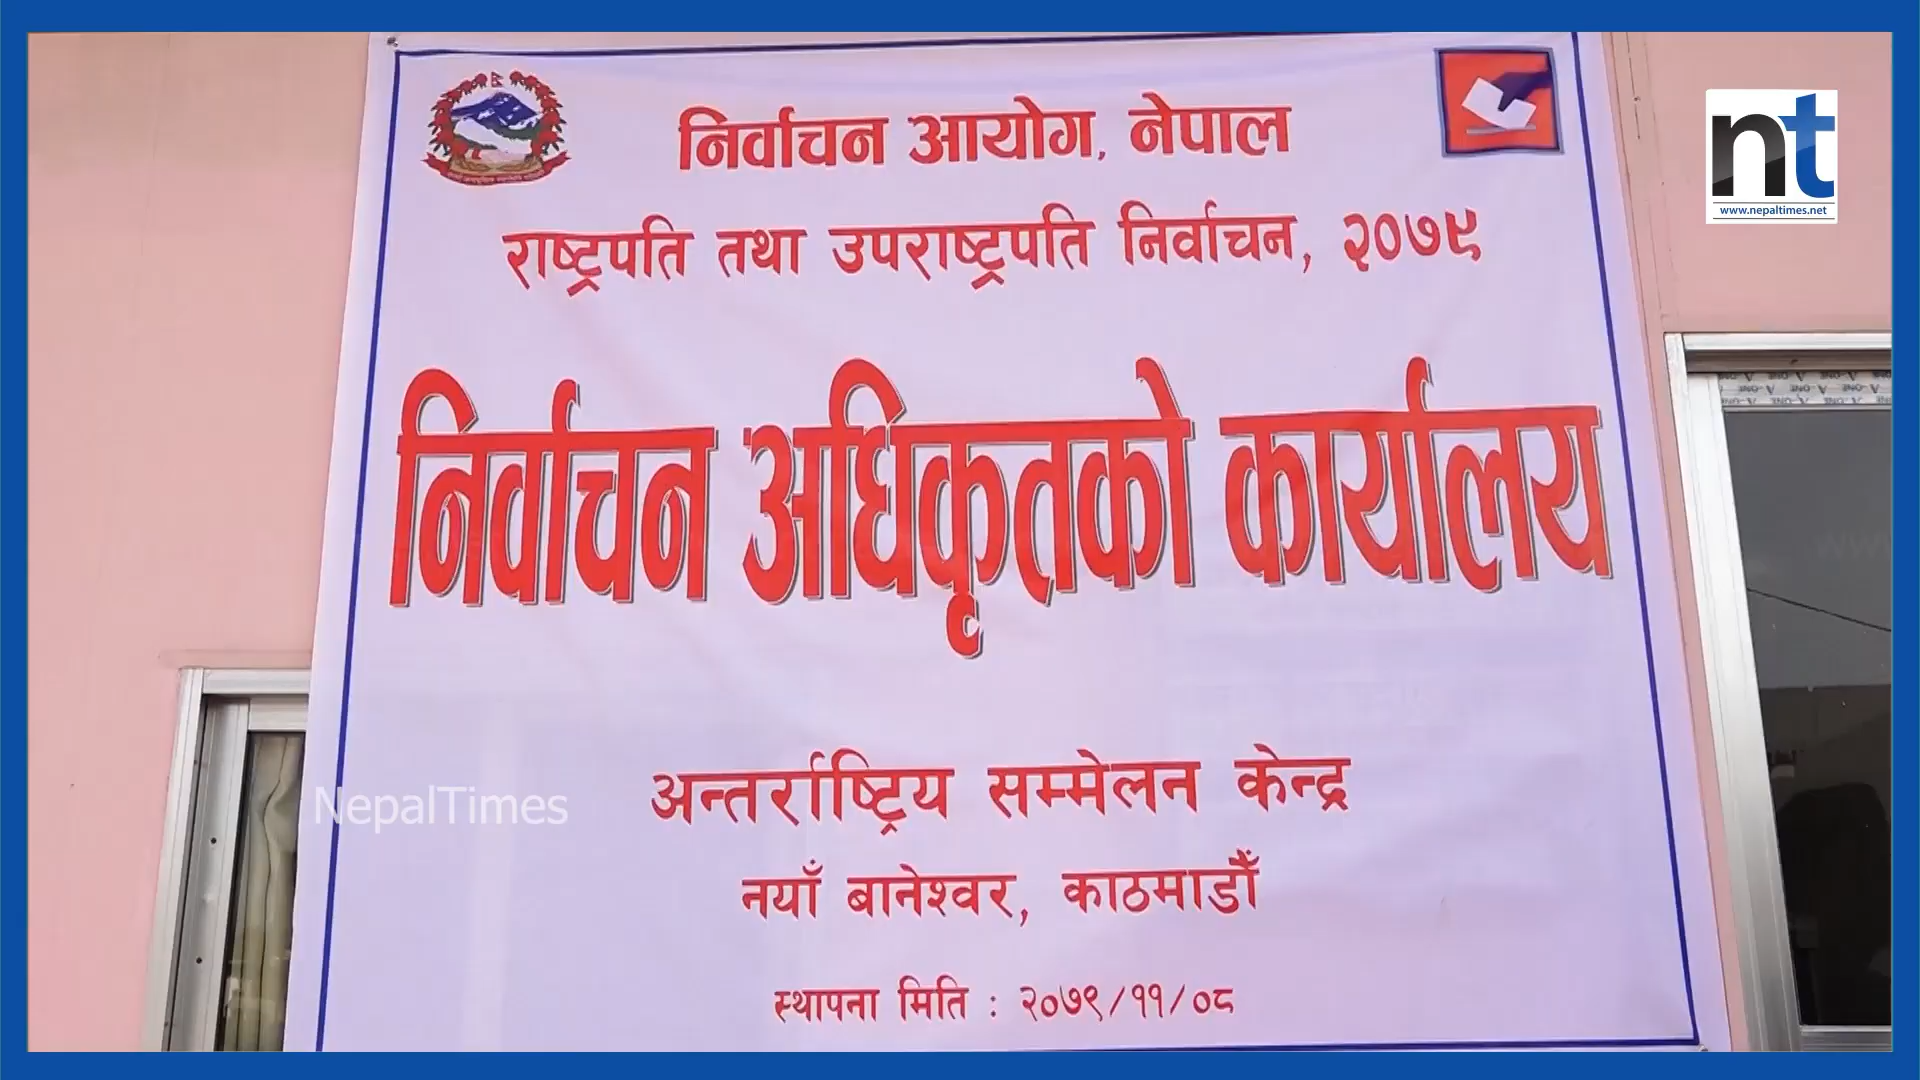 निर्वाचन आयोग, नेपाल
राष्ट्रपति तथा उपराष्ट्रपति निर्वाचन, २०७९
निर्वाचन अधिकृतको कार्यालय
अन्तर्राष्ट्रिय सम्मेलन केन्द्र
नयाँ बानेश्वर, काठमाडौँ
स्थापना मिति : २०७९/११/०८
nt
www.nepaltimes.net
NepalTimes